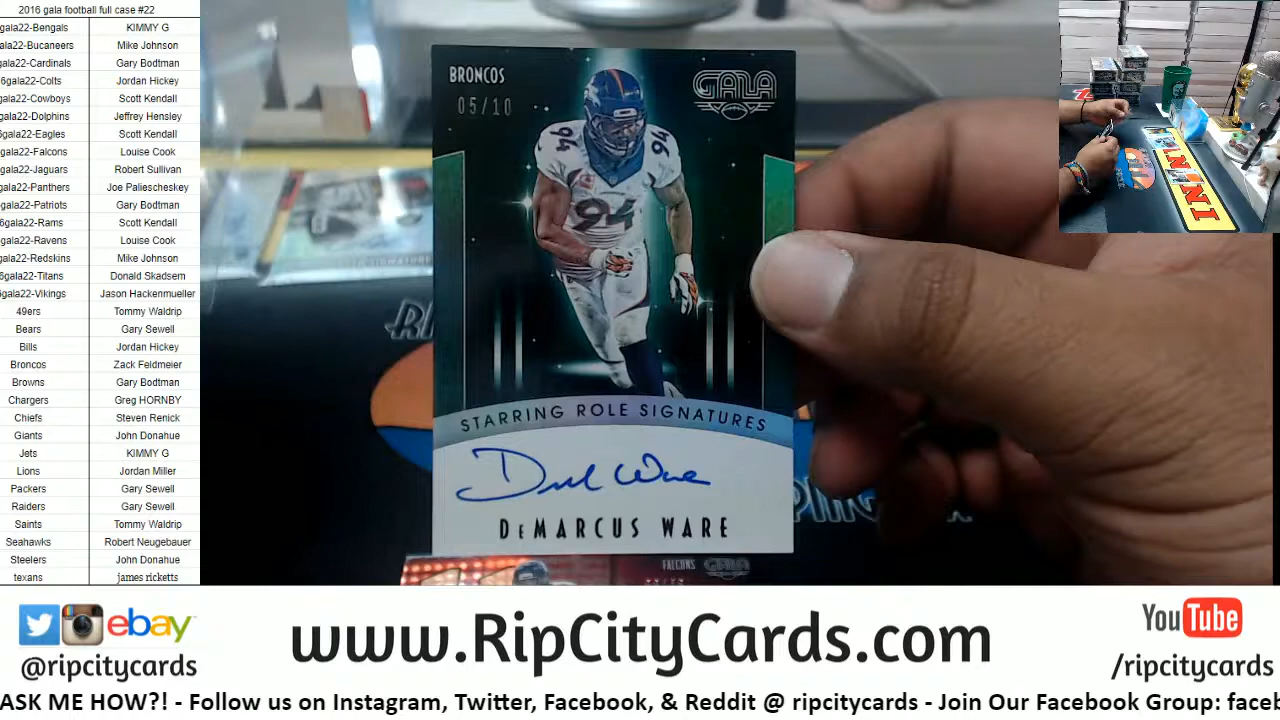 2016 gala football full case #22
gala22-Bengals KIMMY G
ala22-Bucaneers Mike Johnson
ala22-Cardinals Gary Bodtman
6gala22-Colts Jordan Hickey
gala22-Cowboys Scott Kendall
gala22-Dolphins Jeffrey Hensley
6gala22-Eagles Scott Kendall
gala22-Falcons Louise Cook
gala22-Jaguars Robert Sullivan
gala22-Panthers Joe Paliescheskey
gala22-Patriots Gary Bodtman
6gala22-Rams Scott Kendall
gala22-Ravens Louise Cook
gala22-Redskins Mike Johnson
6gala22-Titans Donald Skadsem
6gala22-Vikings Jason Hackenmueller
49ers Tommy Waldrip
Bears Gary Sewell
Bills Jordan Hickey
Broncos Zack Feldmeier
Browns Gary Bodtman
Chargers Greg HORNBY
Chiefs Steven Renick
Giants John Donahue
Jets KIMMY G
Lions Jordan Miller
Packers Gary Sewell
Raiders Gary Sewell
Saints Tommy Waldrip
Seahawks Robert Neugebauer
Steelers John Donahue
texans james ricketts
BRONCOS
05/10
GALA
94 94
94
STARRING ROLE SIGNATURES
DeMARCUS WARE
FALCONS GALA
ebay
@ripcitycards
www.RipCityCards.com
YouTube
/ripcitycards
ASK ME HOW?! - Follow us on Instagram, Twitter, Facebook, & Reddit @ ripcitycards - Join Our Facebook Group: faceb